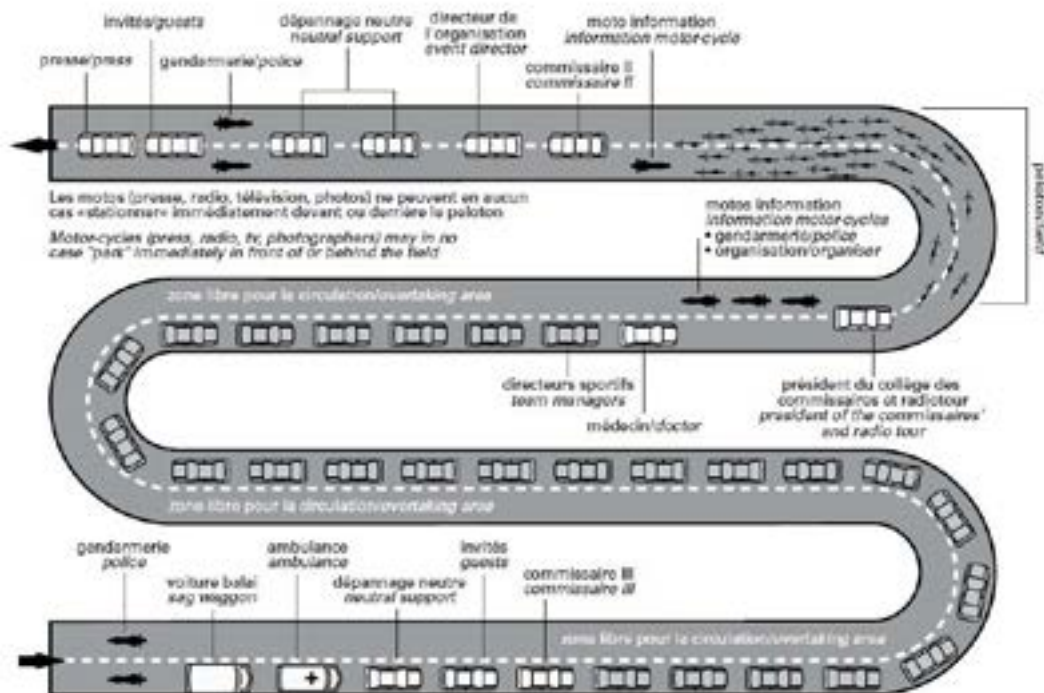 invités/guests
presse/press
gendarmerie/police
dépannage neutre
neutral support
directeur de
l'organisation
event director
commissaire II
commissaire II
moto information
information motor-cycle
peloton/field
Les motos (presse, radio, télévision, photos) ne peuvent en aucun
cas «stationner» immédiatement devant ou derrière le peloton
Motor-cycles (press, radio, tv, photographers) may in no
case "park" immediately in front of or behind the field
motos information
information motor-cycles
• gendarmerie/police
• organisation/organiser
zone libre pour la circulation/overtaking area
directeurs sportifs
team managers
médecin/doctor
président du collège des
commissaires et radiotour
president of the commissaires'
and radio tour
zone libre pour la circulation/overtaking area
gendarmerie
police
voiture balai
sag waggon
ambulance
ambulance
dépannage neutre
neutral support
invités
guests
commissaire III
commissaire III
zone libre pour la circulation/overtaking area